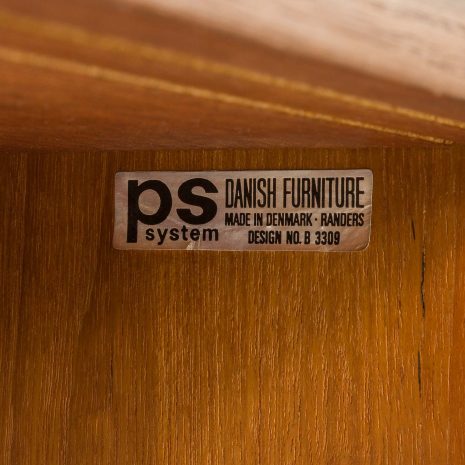 ps
system
DANISH FURNITURE
MADE IN DENMARK · RANDERS
DESIGN NO. B 3309